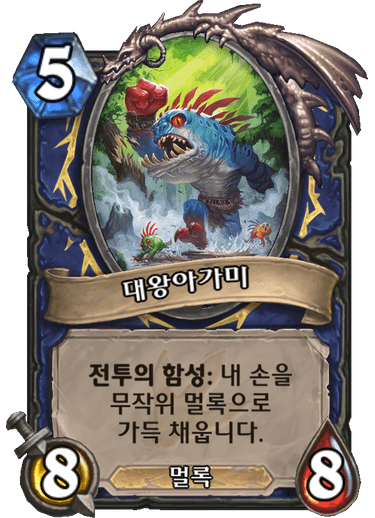 5
대왕아가미
전투의 함성: 내 손을
무작위 멀록으로
가득 채웁니다.
8
멀록
8